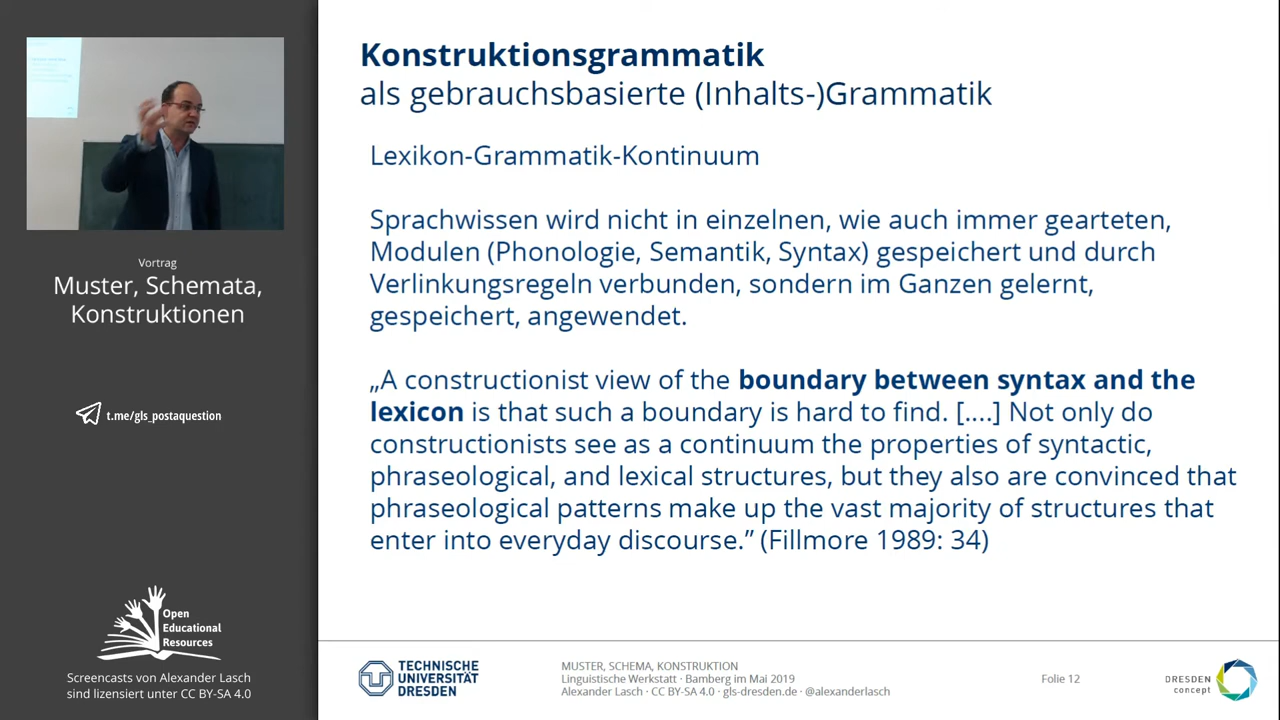 Vortrag
Muster, Schemata,
Konstruktionen
t.me/gls_postaquestion
Open
Educational
Resources
Screencasts von Alexander Lasch
sind lizensiert unter CC BY-SA 4.0
Konstruktionsgrammatik
als gebrauchsbasierte (Inhalts-)Grammatik
Lexikon-Grammatik-Kontinuum
Sprachwissen wird nicht in einzelnen, wie auch immer gearteten,
Modulen (Phonologie, Semantik, Syntax) gespeichert und durch
Verlinkungsregeln verbunden, sondern im Ganzen gelernt,
gespeichert, angewendet.
„A constructionist view of the boundary between syntax and the
lexicon is that such a boundary is hard to find. [....] Not only do
constructionists see as a continuum the properties of syntactic,
phraseological, and lexical structures, but they also are convinced that
phraseological patterns make up the vast majority of structures that
enter into everyday discourse.” (Fillmore 1989: 34)
TECHNISCHE
UNIVERSITÄT
DRESDEN
MUSTER, SCHEMA, KONSTRUKTION
Linguistische Werkstatt · Bamberg im Mai 2019
Alexander Lasch · CC BY-SA 4.0 · gls-dresden.de · @alexanderlasch
Folie 12
DRESDEN
concept